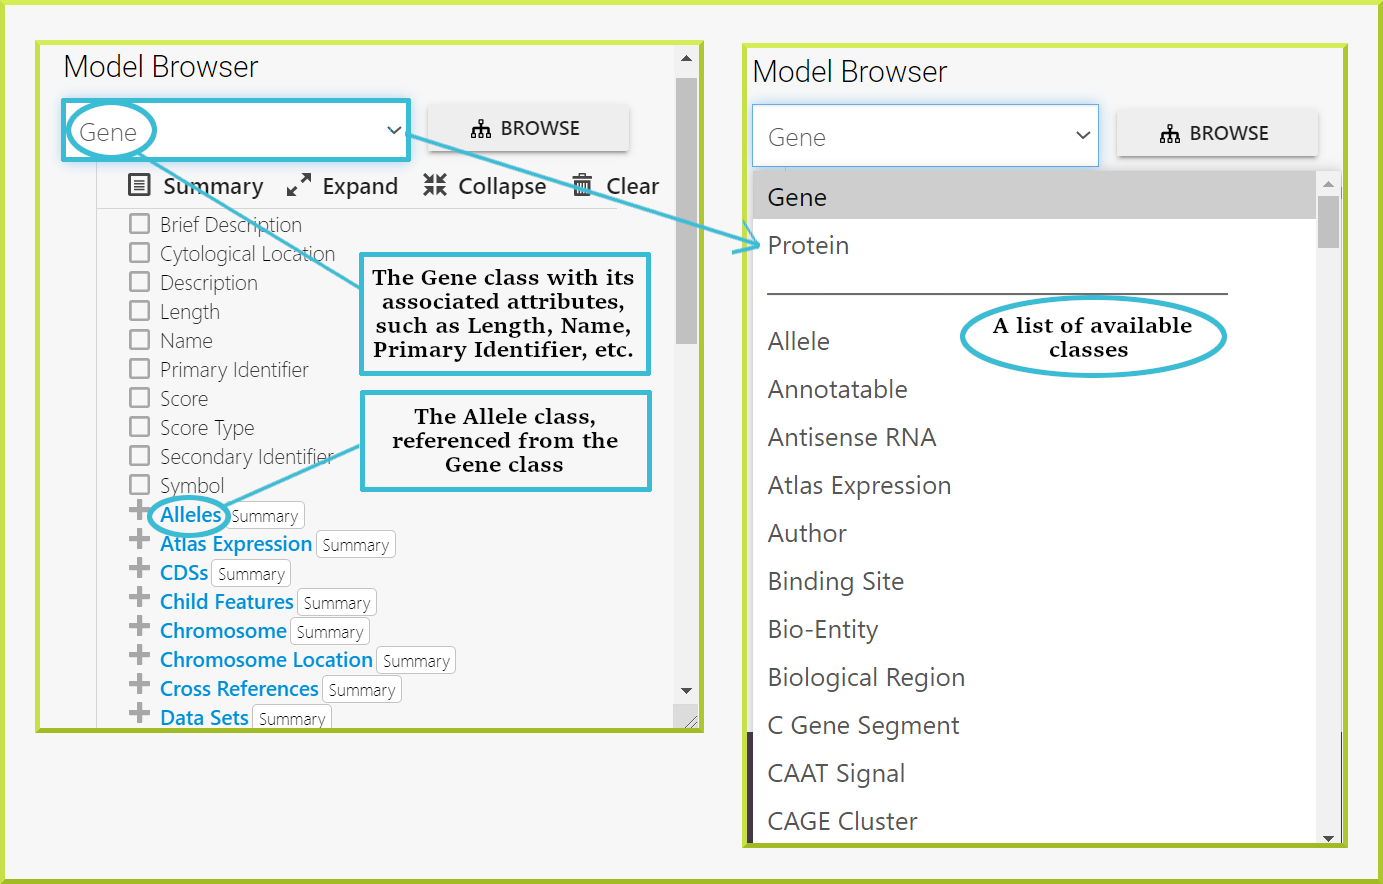 Model Browser
Gene
BROWSE
Summary Expand Collapse Clear
Brief Description
Cytological Location
Description
Length
Name
Primary Identifier
Score
Score Type
Secondary Identifier
Symbol
Alleles Summary
Atlas Expression Summary
CDSs Summary
Child Features Summary
Chromosome Summary
Chromosome Location Summary
Cross References Summary
Data Sets Summary
The Gene class with its
associated attributes,
such as Length, Name,
Primary Identifier, etc.
The Allele class,
referenced from the
Gene class
Model Browser
Gene
BROWSE
Gene
Protein
Allele
Annotatable
Antisense RNA
Atlas Expression
Author
Binding Site
Bio-Entity
Biological Region
C Gene Segment
CAAT Signal
CAGE Cluster
A list of available
classes